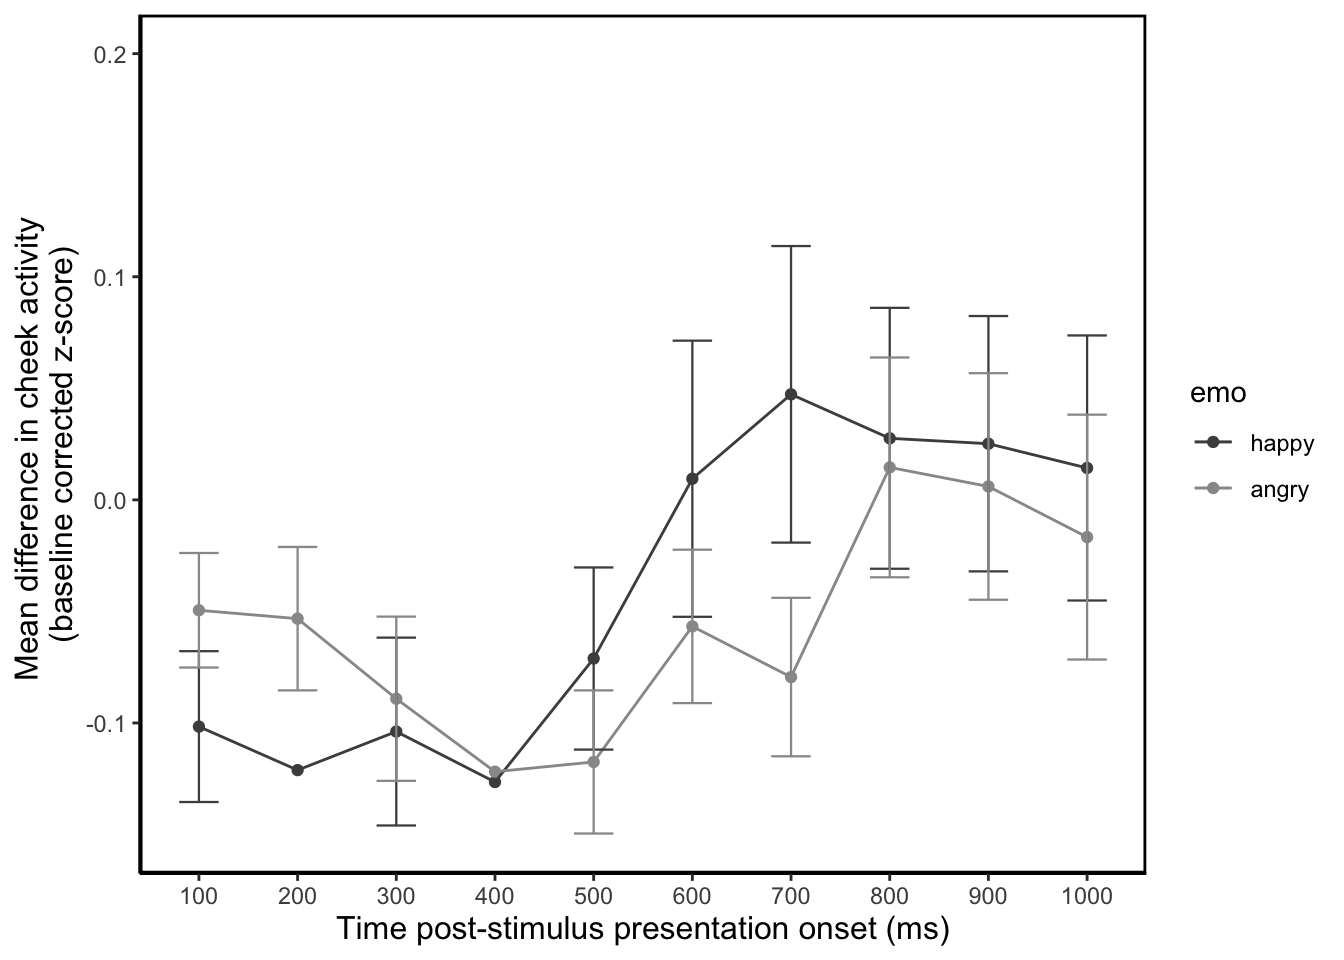 Mean difference in cheek activity
(baseline corrected z-score)
0.2
0.1
0.0
-0.1
100 200 300 400 500 600 700 800 900 1000
Time post-stimulus presentation onset (ms)
emo
happy
angry